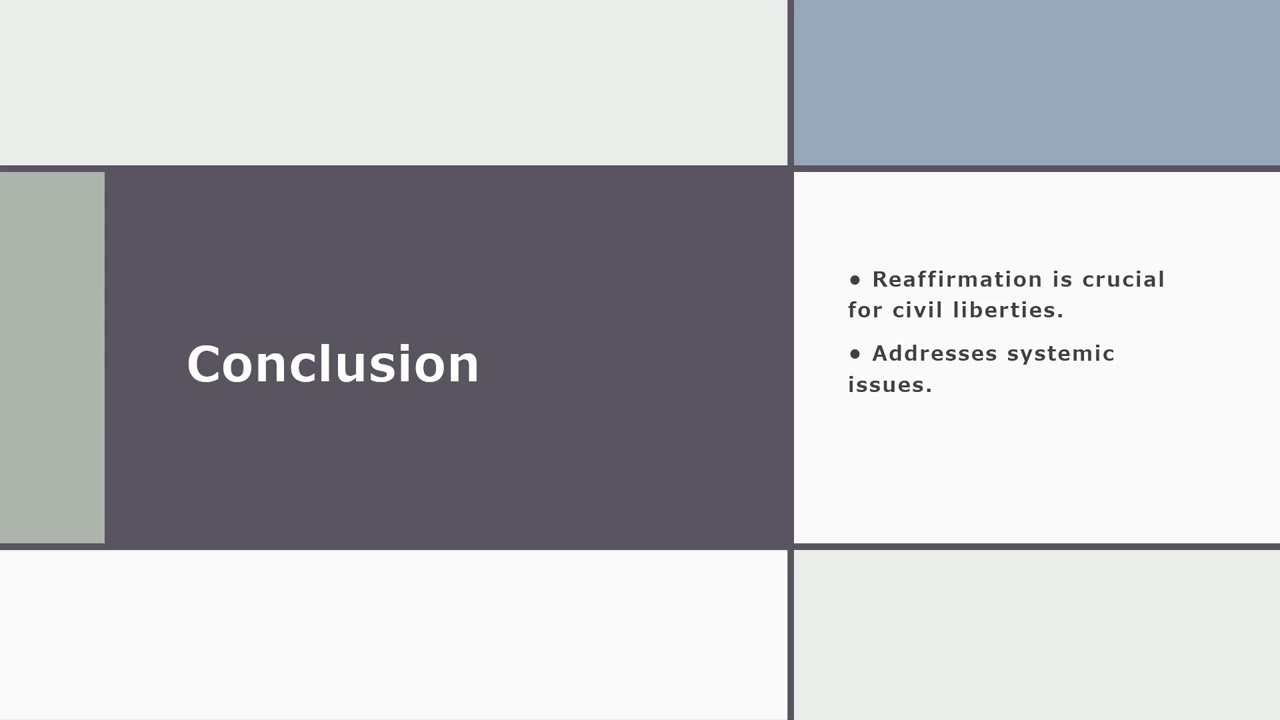 Conclusion
● Reaffirmation is crucial
for civil liberties.
● Addresses systemic
issues.